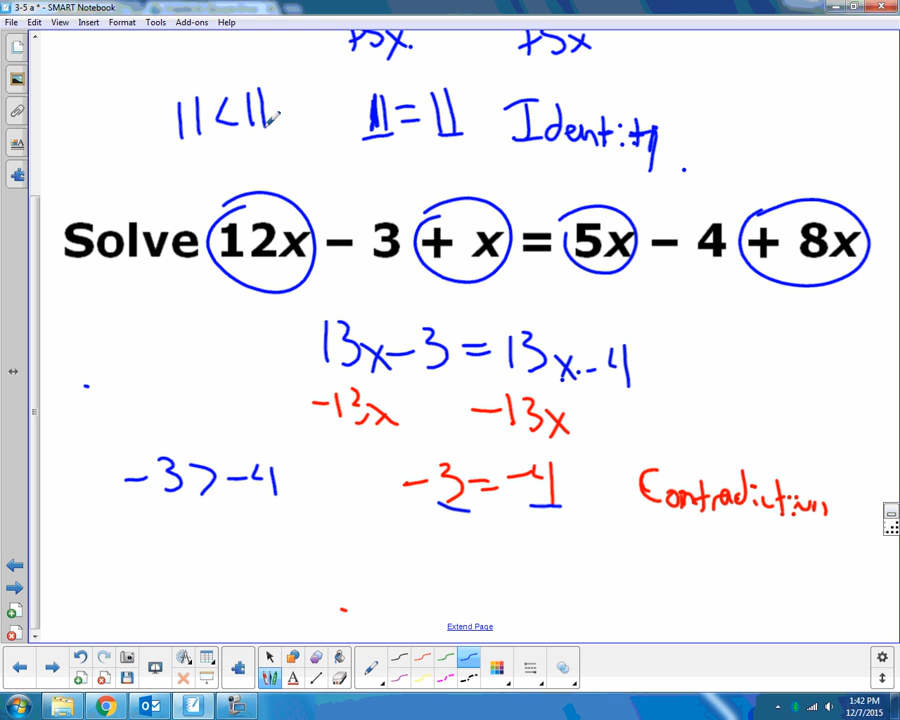 3-5 a * - SMART Notebook
File Edit View Insert Format Tools Add-ons Help
+5x. +5x
11<11 11=11 Identity
Solve 12x – 3 + x = 5x – 4 + 8x
13x-3=13x-4
-13x -13x
-3>-4 -3=-4 Contradiction
Extend Page
1:42 PM
12/7/2015